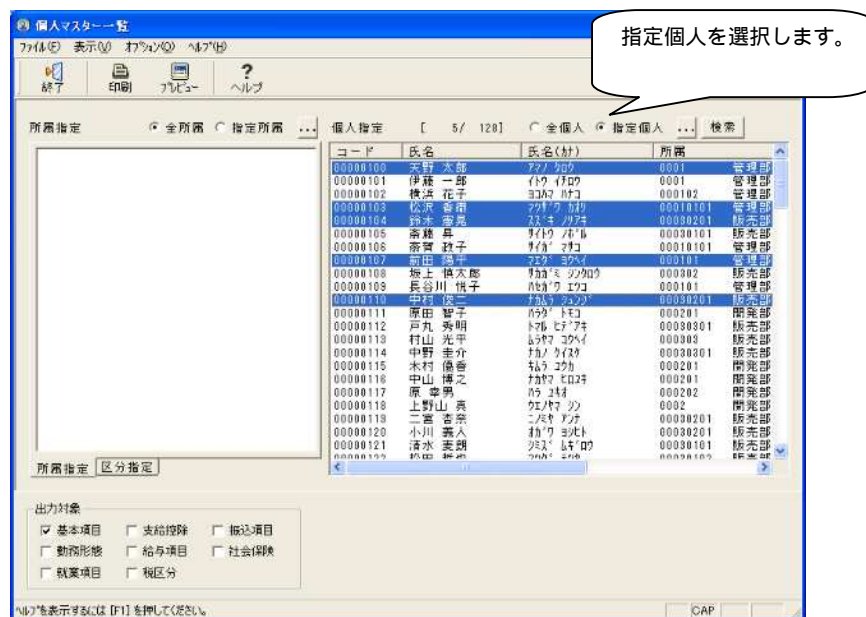 個人マスター一覧
指定個人を選択します。
ﾌｧｲﾙ(F) 表示(V) ｵﾌﾟｼｮﾝ(O) ﾍﾙﾌﾟ(H)
終了 印刷 ﾌﾟﾚﾋﾞｭｰ ヘルプ
所属指定 全所属 指定所属 ... 個人指定 [ 5/ 128] 全個人 指定個人 ... 検索
コード 氏名 氏名(ｶﾅ) 所属
00000100 天野 太郎 ｱﾏﾉ ﾀﾛｳ 0001 管理部
00000101 伊藤 一郎 ｲﾄｳ ｲﾁﾛｳ 0001 管理部
00000102 横浜 花子 ﾖｺﾊﾏ ﾊﾅｺ 000102 管理部
00000103 松沢 香南 ﾏﾂｻﾞﾜ ｶｵﾘ 00010101 管理部
00000104 鈴木 憲晃 ｽｽﾞｷ ﾉﾘｱｷ 00030201 販売部
00000105 斎藤 昇 ｻｲﾄｳ ﾉﾎﾞﾙ 00030101 販売部
00000106 斎賀 政子 ｻｲｶﾞ ﾏｻｺ 00010101 管理部
00000107 前田 陽平 ﾏｴﾀﾞ ﾖｳﾍｲ 000101 管理部
00000108 坂上 慎太郎 ｻｶｶﾞﾐ ｼﾝﾀﾛｳ 000302 販売部
00000109 長谷川 悦子 ﾊｾｶﾞﾜ ｴﾂｺ 000101 管理部
00000110 中村 俊二 ﾅｶﾑﾗ ｼｭﾝｼﾞ 00030201 販売部
00000111 原田 智子 ﾊﾗﾀﾞ ﾄﾓｺ 000201 開発部
00000112 戸丸 秀明 ﾄﾏﾙ ﾋﾃﾞｱｷ 00030301 販売部
00000113 村山 光平 ﾑﾗﾔﾏ ｺｳﾍｲ 000303 販売部
00000114 中野 圭介 ﾅｶﾉ ｹｲｽｹ 00030301 販売部
00000115 木村 優香 ｷﾑﾗ ﾕｳｶ 000201 開発部
00000116 中山 博之 ﾅｶﾔﾏ ﾋﾛﾕｷ 000201 開発部
00000117 原 幸男 ﾊﾗ ﾕｷｵ 000202 開発部
00000118 上野山 真 ｳｴﾉﾔﾏ ｼﾝ 0002 開発部
00000119 二宮 杏奈 ﾆﾉﾐﾔ ｱﾝﾅ 00030201 販売部
00000120 小川 義人 ｵｶﾞﾜ ﾖｼﾋﾄ 00030201 販売部
00000121 清水 麦朗 ｼﾐｽﾞ ﾑｷﾞﾛｳ 00030101 販売部
所属指定 区分指定
出力対象
基本項目 支給控除 振込項目
勤務形態 給与項目 社会保険
就業項目 税区分
ﾍﾙﾌﾟを表示するには [F1] を押してください。 CAP